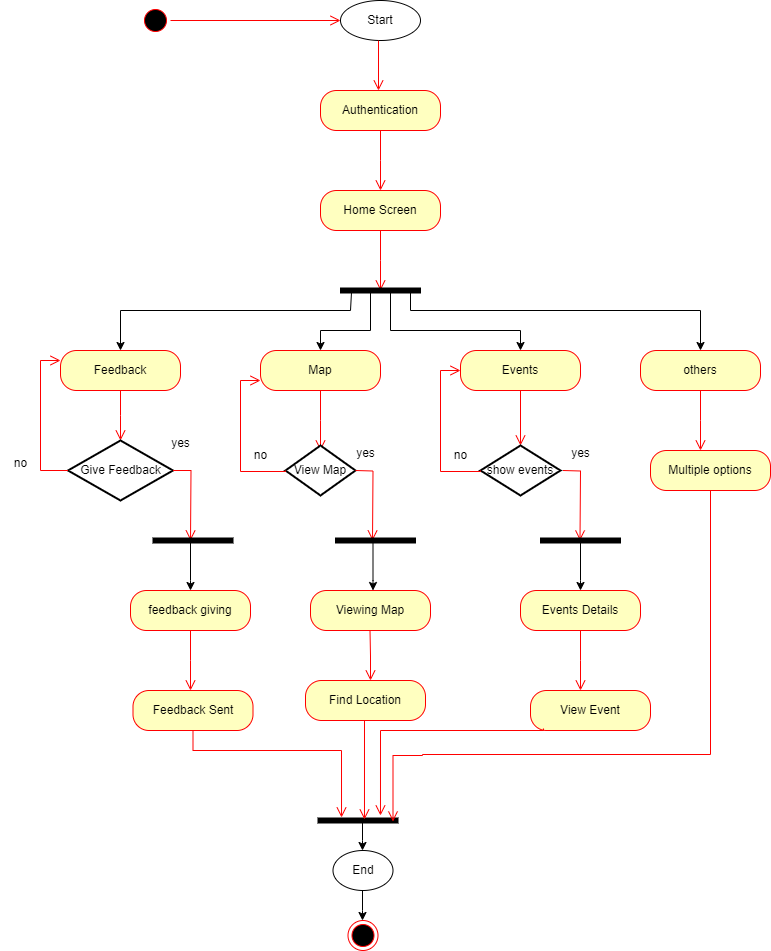 Start
Authentication
Home Screen
Feedback
Map
Events
others
no
Give Feedback
yes
no
View Map
yes
no
show events
yes
Multiple options
feedback giving
Viewing Map
Events Details
Feedback Sent
Find Location
View Event
End